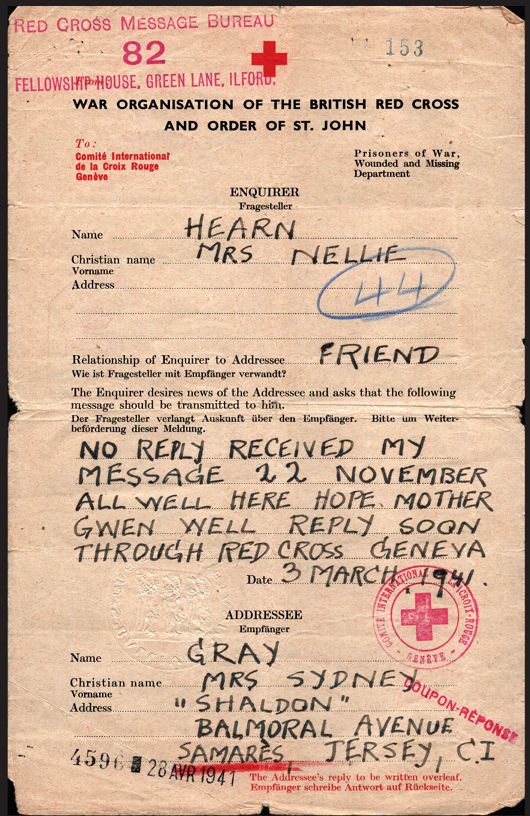 RED CROSS MESSAGE BUREAU
82
153
From:
FELLOWSHIP HOUSE, GREEN LANE, ILFORD.
WAR ORGANISATION OF THE BRITISH RED CROSS
AND ORDER OF ST. JOHN
To:
Comité International
de la Croix Rouge
Genève
Prisoners of War,
Wounded and Missing
Department
ENQUIRER
Fragesteller
Name HEARN
Christian name MRS NELLIE
Vorname
Address
44
Relationship of Enquirer to Addressee FRIEND
Wie ist Fragesteller mit Empfänger verwandt?
The Enquirer desires news of the Addressee and asks that the following
message should be transmitted to him.
Der Fragesteller verlangt Auskunft über den Empfänger. Bitte um Weiter-
beförderung dieser Meldung.
NO REPLY RECEIVED MY
MESSAGE 22 NOVEMBER
ALL WELL HERE HOPE MOTHER
GWEN WELL REPLY SOON
THROUGH RED CROSS GENEVA
Date 3 MARCH, 1941.
COMITÉ INTERNATIONAL DE LA CROIX-ROUGE
- GENÈVE -
ADDRESSEE
Empfänger
Name GRAY
Christian name MRS SYDNEY
Vorname
COUPON-RÉPONSE
Address "SHALDON"
BALMORAL AVENUE
SAMARES, JERSEY, C.I
28 AVR 1941
The Addressee's reply to be written overleaf.
Empfänger schreibe Antwort auf Rückseite.